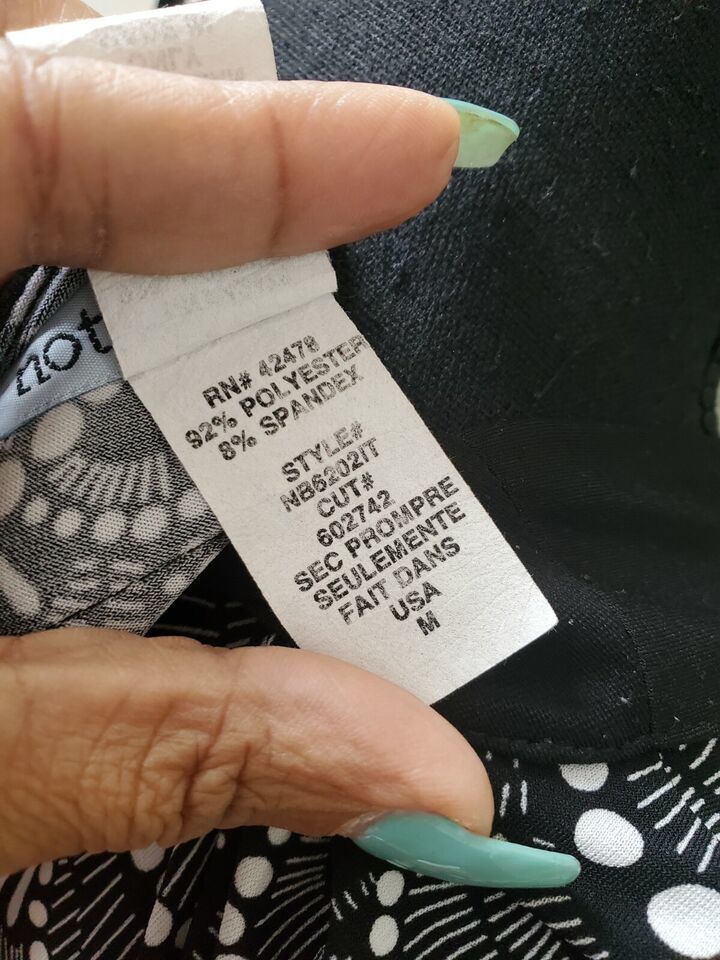 not
RN# 42478
92% POLYESTER
8% SPANDEX
STYLE#
NB6202IT
CUT#
602742
SEC PROMPRE
SEULEMENTE
FAIT DANS
USA
M